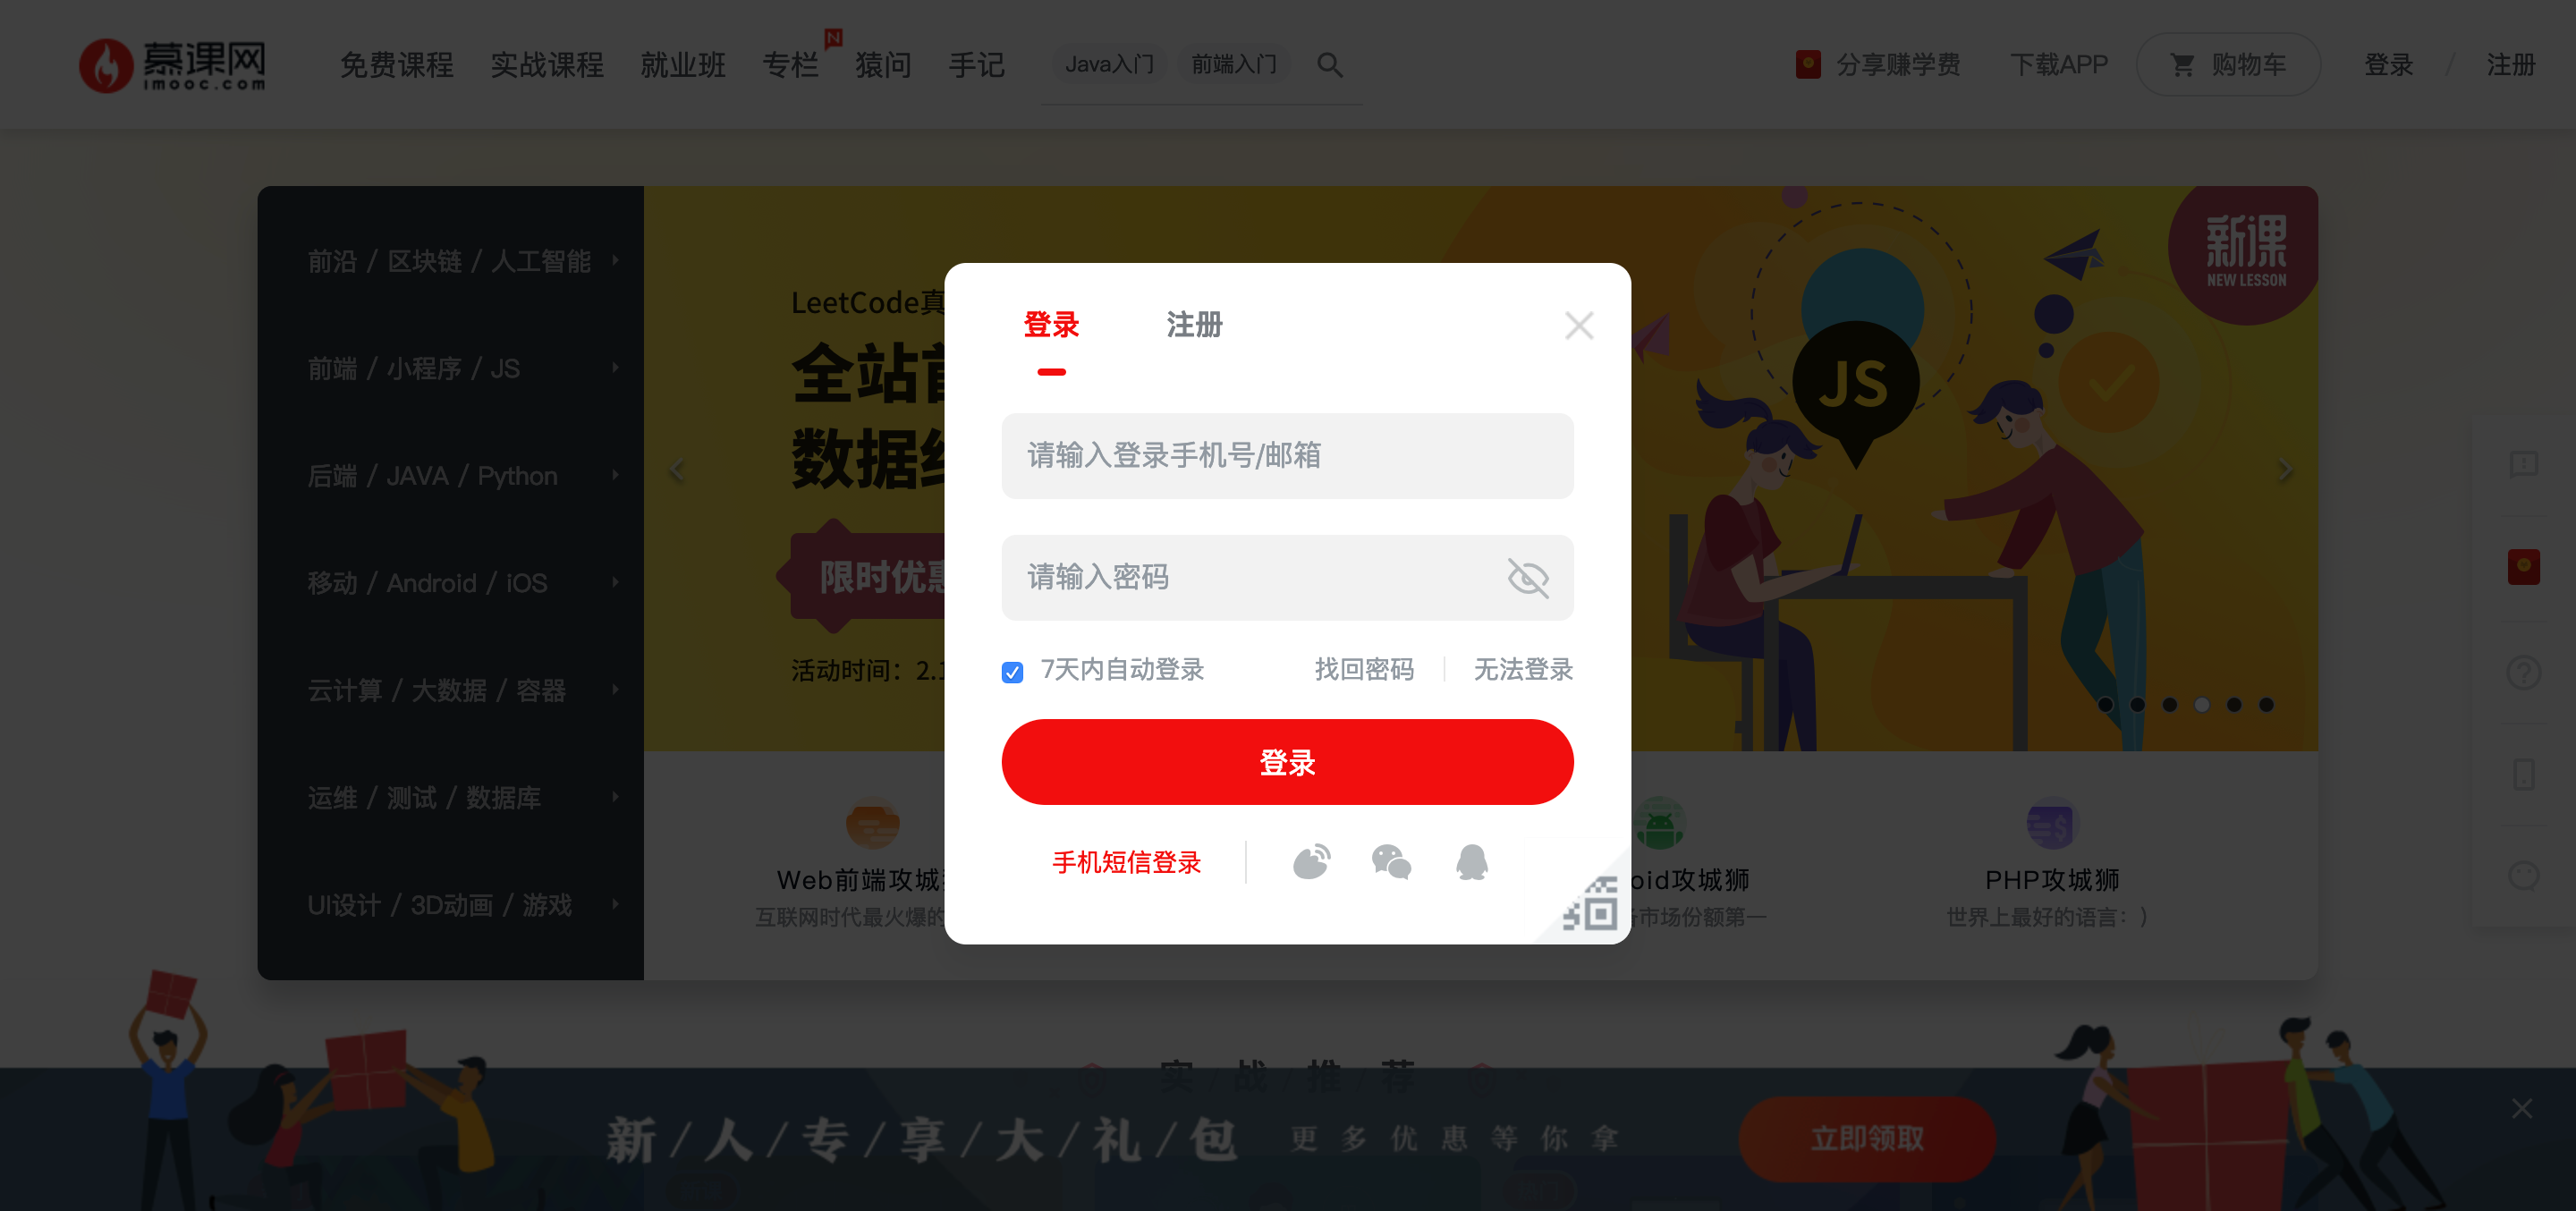 慕课网
imooc.com
免费课程 实战课程 就业班 专栏 N 猿问 手记 Java入门 前端入门
分享赚学费 下载APP 购物车 登录 / 注册
前沿 / 区块链 / 人工智能
前端 / 小程序 / JS
后端 / JAVA / Python
移动 / Android / iOS
云计算 / 大数据 / 容器
运维 / 测试 / 数据库
UI设计 / 3D动画 / 游戏
LeetCode真
全站首
数据结
限时优惠
活动时间：2.1
JS
新课
NEW LESSON
登录 注册
请输入登录手机号/邮箱
请输入密码
7天内自动登录 找回密码 无法登录
登录
手机短信登录
Web前端攻城狮
互联网时代最火爆的
oid攻城狮
市场份额第一
PHP攻城狮
世界上最好的语言：）
实 / 战 / 推 / 荐
新 / 人 / 专 / 享 / 大 / 礼 / 包 更多优惠等你拿 立即领取